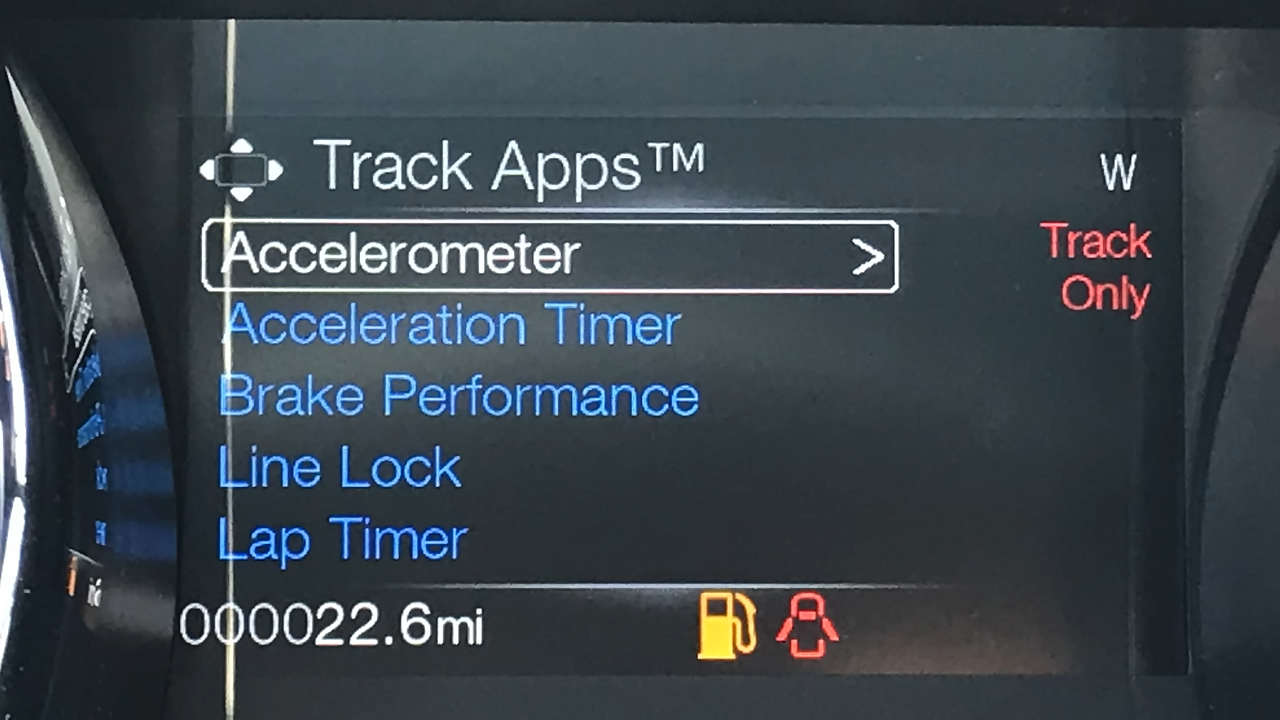 Track Apps™
W
Accelerometer >
Track
Only
Acceleration Timer
Brake Performance
Line Lock
Lap Timer
000022.6mi